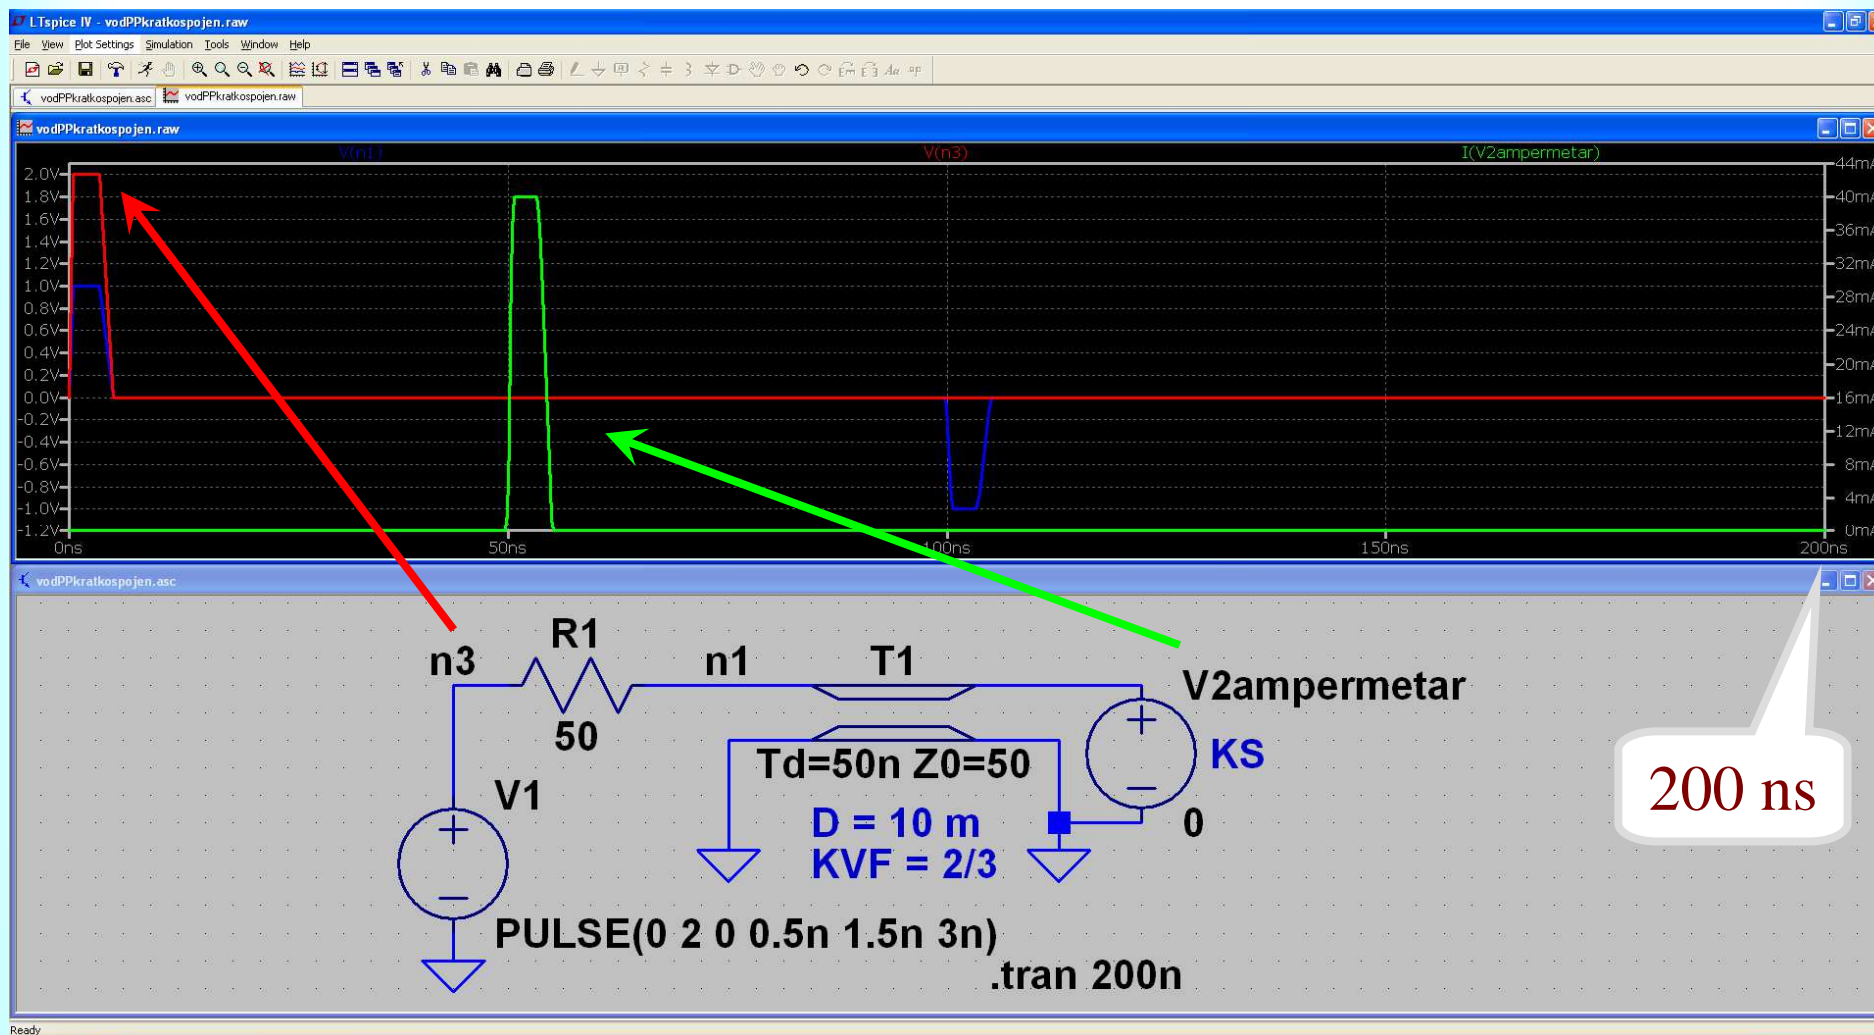 LTspice IV - vodPPkratkospojen.raw
File View Plot Settings Simulation Tools Window Help
vodPPkratkospojen.asc vodPPkratkospojen.raw
vodPPkratkospojen.raw
V(n1) V(n3) I(V2ampermetar)
2.0V 44mA
1.8V 40mA
1.6V 36mA
1.4V 32mA
1.2V 28mA
1.0V 24mA
0.8V 20mA
0.6V 16mA
0.4V 12mA
0.2V 8mA
0.0V 4mA
-0.2V 0mA
-0.4V
-0.6V
-0.8V
-1.0V
-1.2V
0ns 50ns 100ns 150ns 200ns
vodPPkratkospojen.asc
R1
n3 n1 T1
V2ampermetar
50
Td=50n Z0=50 KS
200 ns
V1
D = 10 m 0
KVF = 2/3
PULSE(0 2 0 0.5n 1.5n 3n)
.tran 200n
Ready